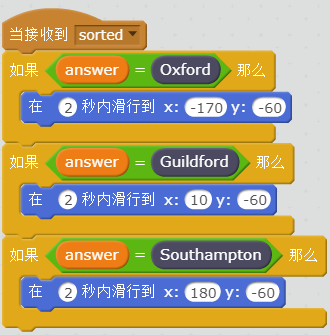 当接收到 sorted
如果 answer = Oxford 那么
在 2 秒内滑行到 x: -170 y: -60
如果 answer = Guildford 那么
在 2 秒内滑行到 x: 10 y: -60
如果 answer = Southampton 那么
在 2 秒内滑行到 x: 180 y: -60